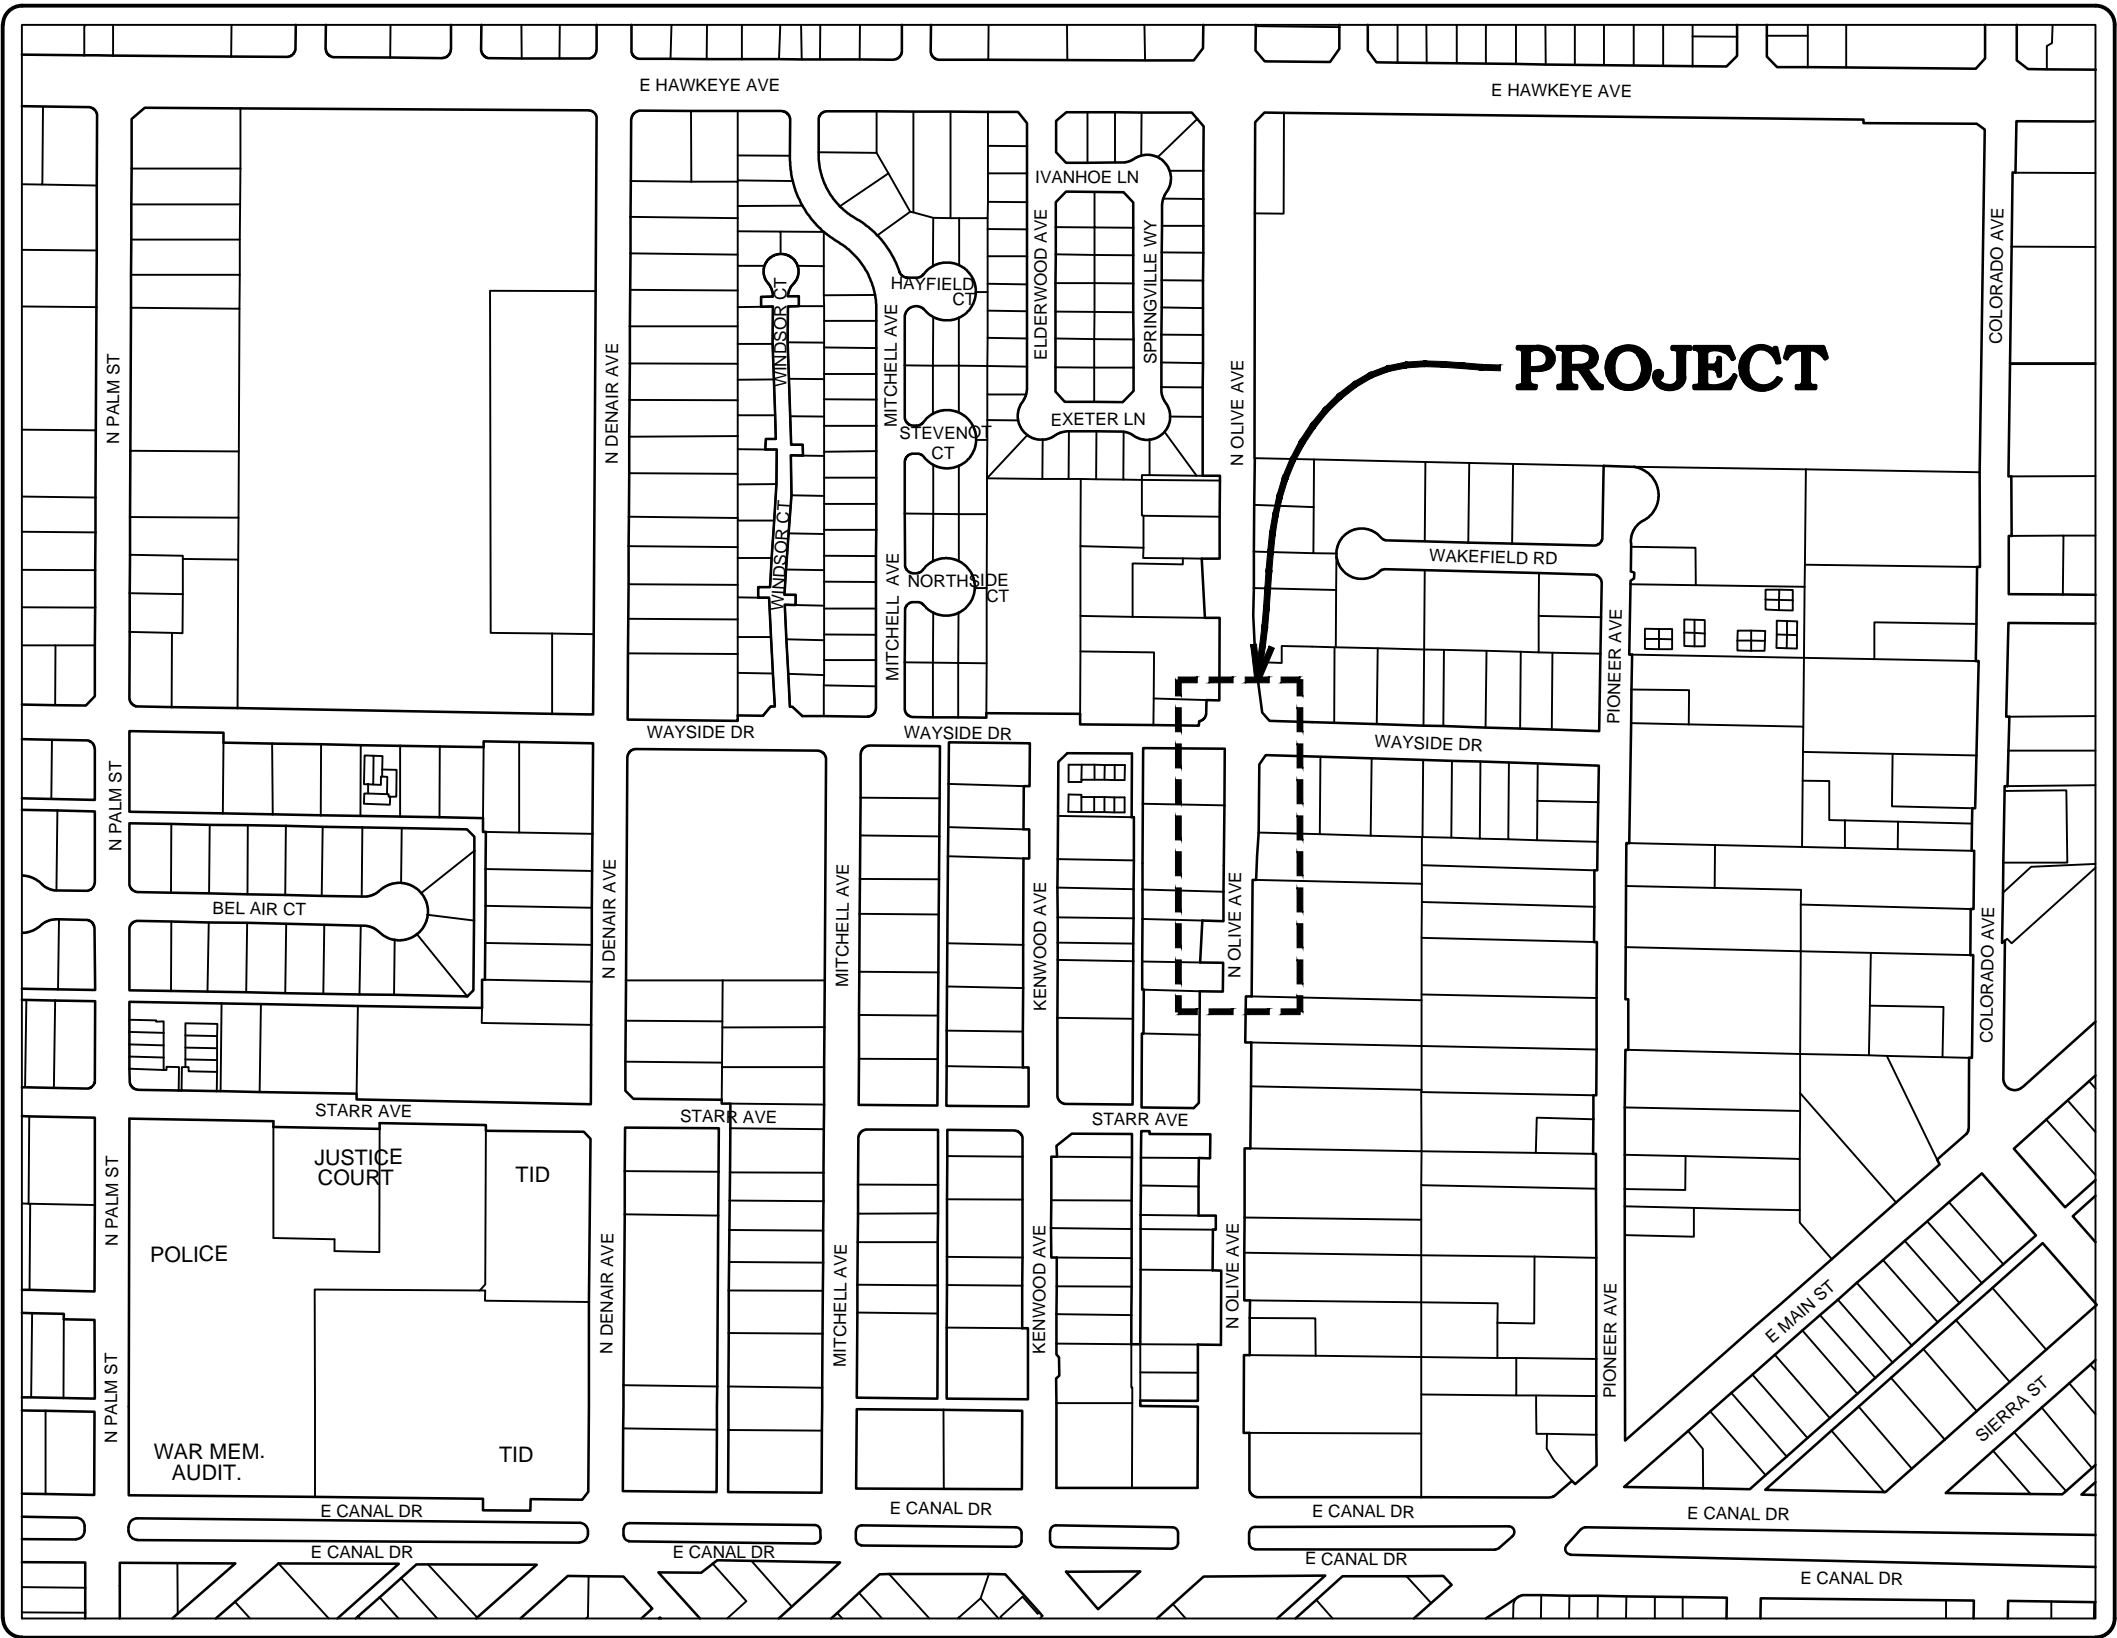 E HAWKEYE AVE
E HAWKEYE AVE
IVANHOE LN
ELDERWOOD AVE
SPRINGVILLE WY
COLORADO AVE
HAYFIELD
CT
WINDSOR CT
MITCHELL AVE
N PALM ST
N DENAIR AVE
N OLIVE AVE
PROJECT
EXETER LN
STEVENOT
CT
WINDSOR CT
WAKEFIELD RD
MITCHELL AVE
NORTHSIDE
CT
PIONEER AVE
WAYSIDE DR
WAYSIDE DR
WAYSIDE DR
N PALM ST
BEL AIR CT
N DENAIR AVE
MITCHELL AVE
KENWOOD AVE
N OLIVE AVE
COLORADO AVE
STARR AVE
STARR AVE
STARR AVE
JUSTICE
COURT
TID
N PALM ST
POLICE
N DENAIR AVE
MITCHELL AVE
KENWOOD AVE
N OLIVE AVE
PIONEER AVE
E MAIN ST
SIERRA ST
N PALM ST
WAR MEM.
AUDIT.
TID
E CANAL DR
E CANAL DR
E CANAL DR
E CANAL DR
E CANAL DR
E CANAL DR
E CANAL DR
E CANAL DR